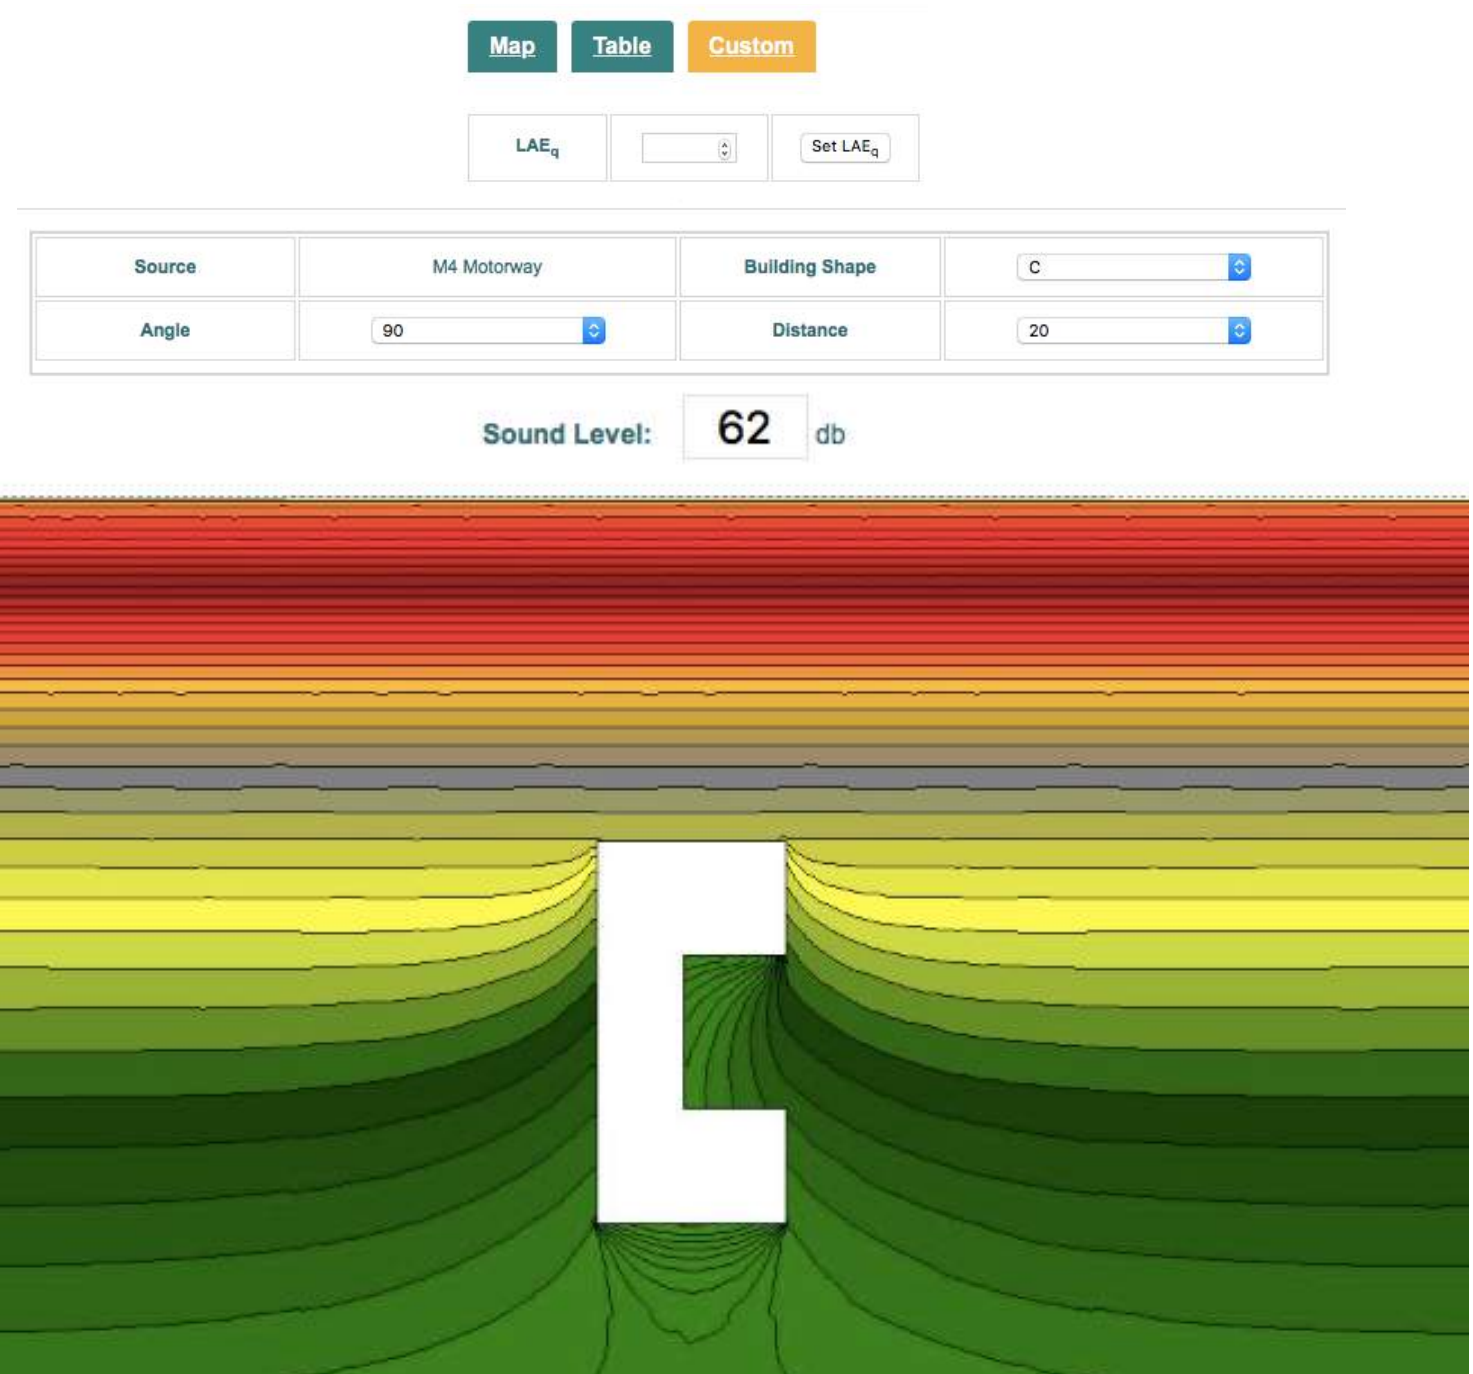 Map Table Custom
LAEq Set LAEq
Source M4 Motorway Building Shape C
Angle 90 Distance 20
Sound Level: 62 db